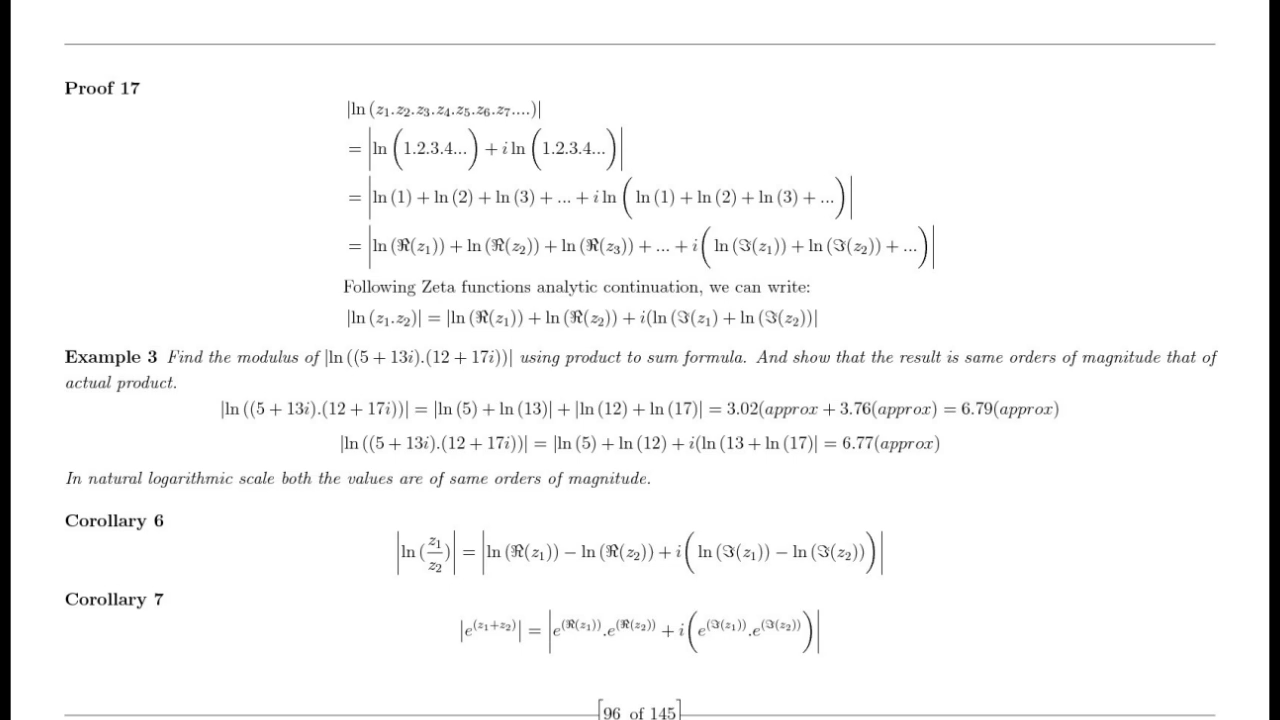 Proof 17
|ln (z₁.z₂.z₃.z₄.z₅.z₆.z₇....)|
= |ln (1.2.3.4...) + i ln (1.2.3.4...)|
= |ln (1) + ln (2) + ln (3) + ... + i ln ( ln (1) + ln (2) + ln (3) + ...)|
= |ln (ℜ(z₁)) + ln (ℜ(z₂)) + ln (ℜ(z₃)) + ... + i( ln (ℑ(z₁)) + ln (ℑ(z₂)) + ...)|
Following Zeta functions analytic continuation, we can write:
|ln (z₁.z₂)| = |ln (ℜ(z₁)) + ln (ℜ(z₂)) + i(ln (ℑ(z₁) + ln (ℑ(z₂))|
Example 3 Find the modulus of |ln ((5 + 13i).(12 + 17i))| using product to sum formula. And show that the result is same orders of magnitude that of
actual product.
|ln ((5 + 13i).(12 + 17i))| = |ln (5) + ln (13)| + |ln (12) + ln (17)| = 3.02(approx + 3.76(approx) = 6.79(approx)
|ln ((5 + 13i).(12 + 17i))| = |ln (5) + ln (12) + i(ln (13 + ln (17)| = 6.77(approx)
In natural logarithmic scale both the values are of same orders of magnitude.
Corollary 6
|ln (z₁/z₂)| = |ln (ℜ(z₁)) − ln (ℜ(z₂)) + i( ln (ℑ(z₁)) − ln (ℑ(z₂)))|
Corollary 7
|e^(z₁+z₂)| = |e^(ℜ(z₁)).e^(ℜ(z₂)) + i(e^(ℑ(z₁)).e^(ℑ(z₂)))|
[96 of 145]